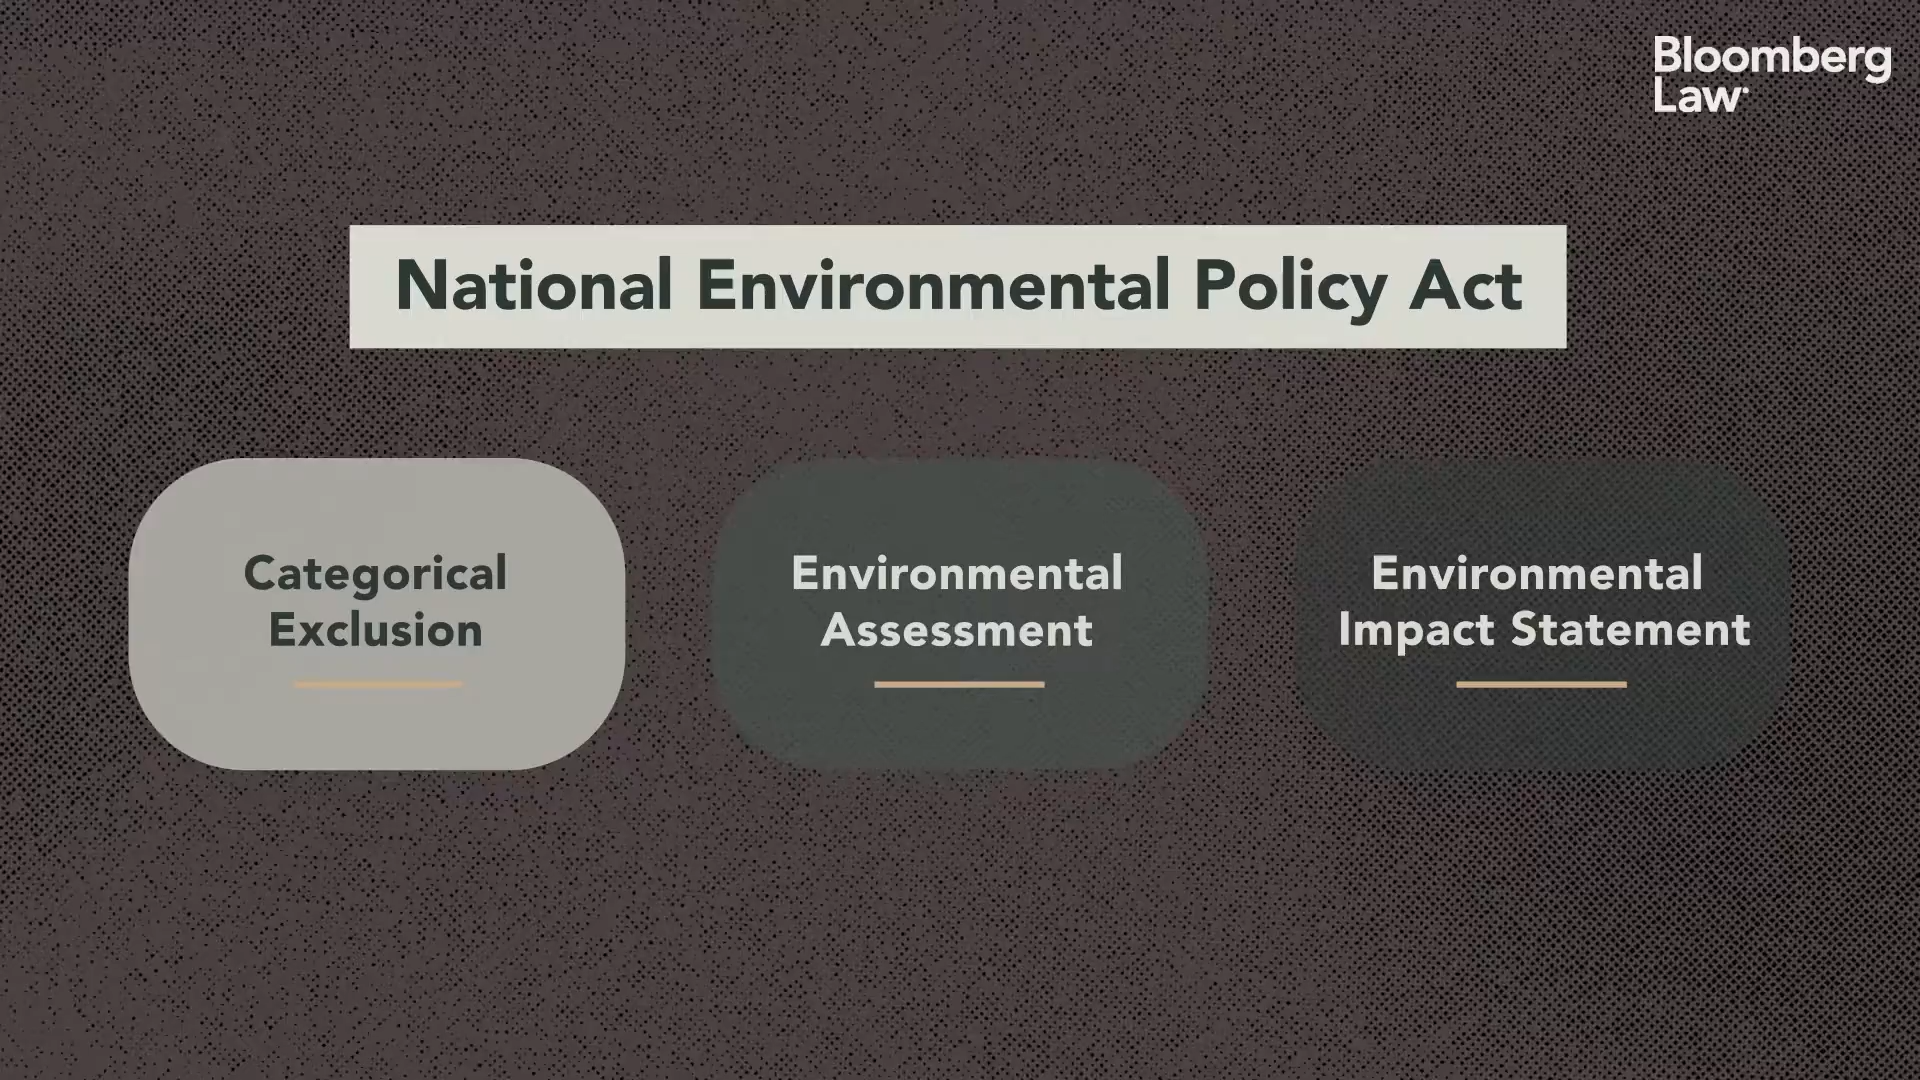 Bloomberg
Law
National Environmental Policy Act
Categorical
Exclusion
Environmental
Assessment
Environmental
Impact Statement